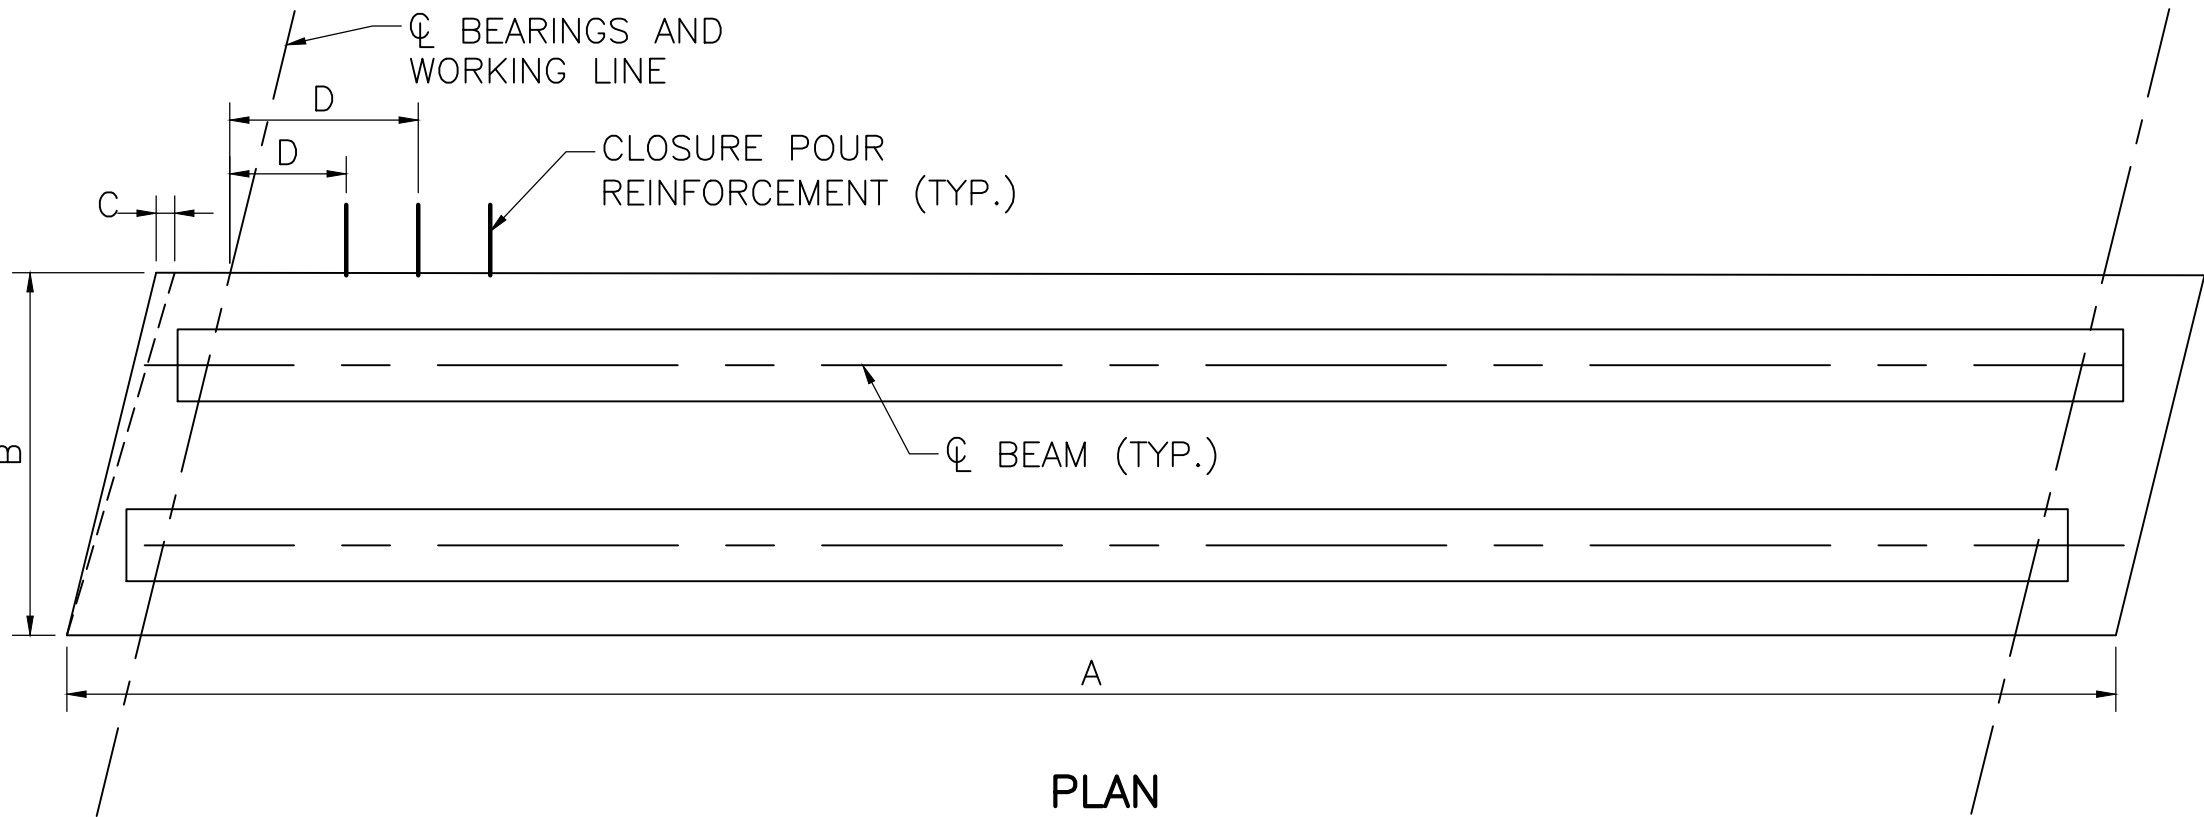 ℄ BEARINGS AND
WORKING LINE
D
D
CLOSURE POUR
REINFORCEMENT (TYP.)
C
B
℄ BEAM (TYP.)
A
PLAN